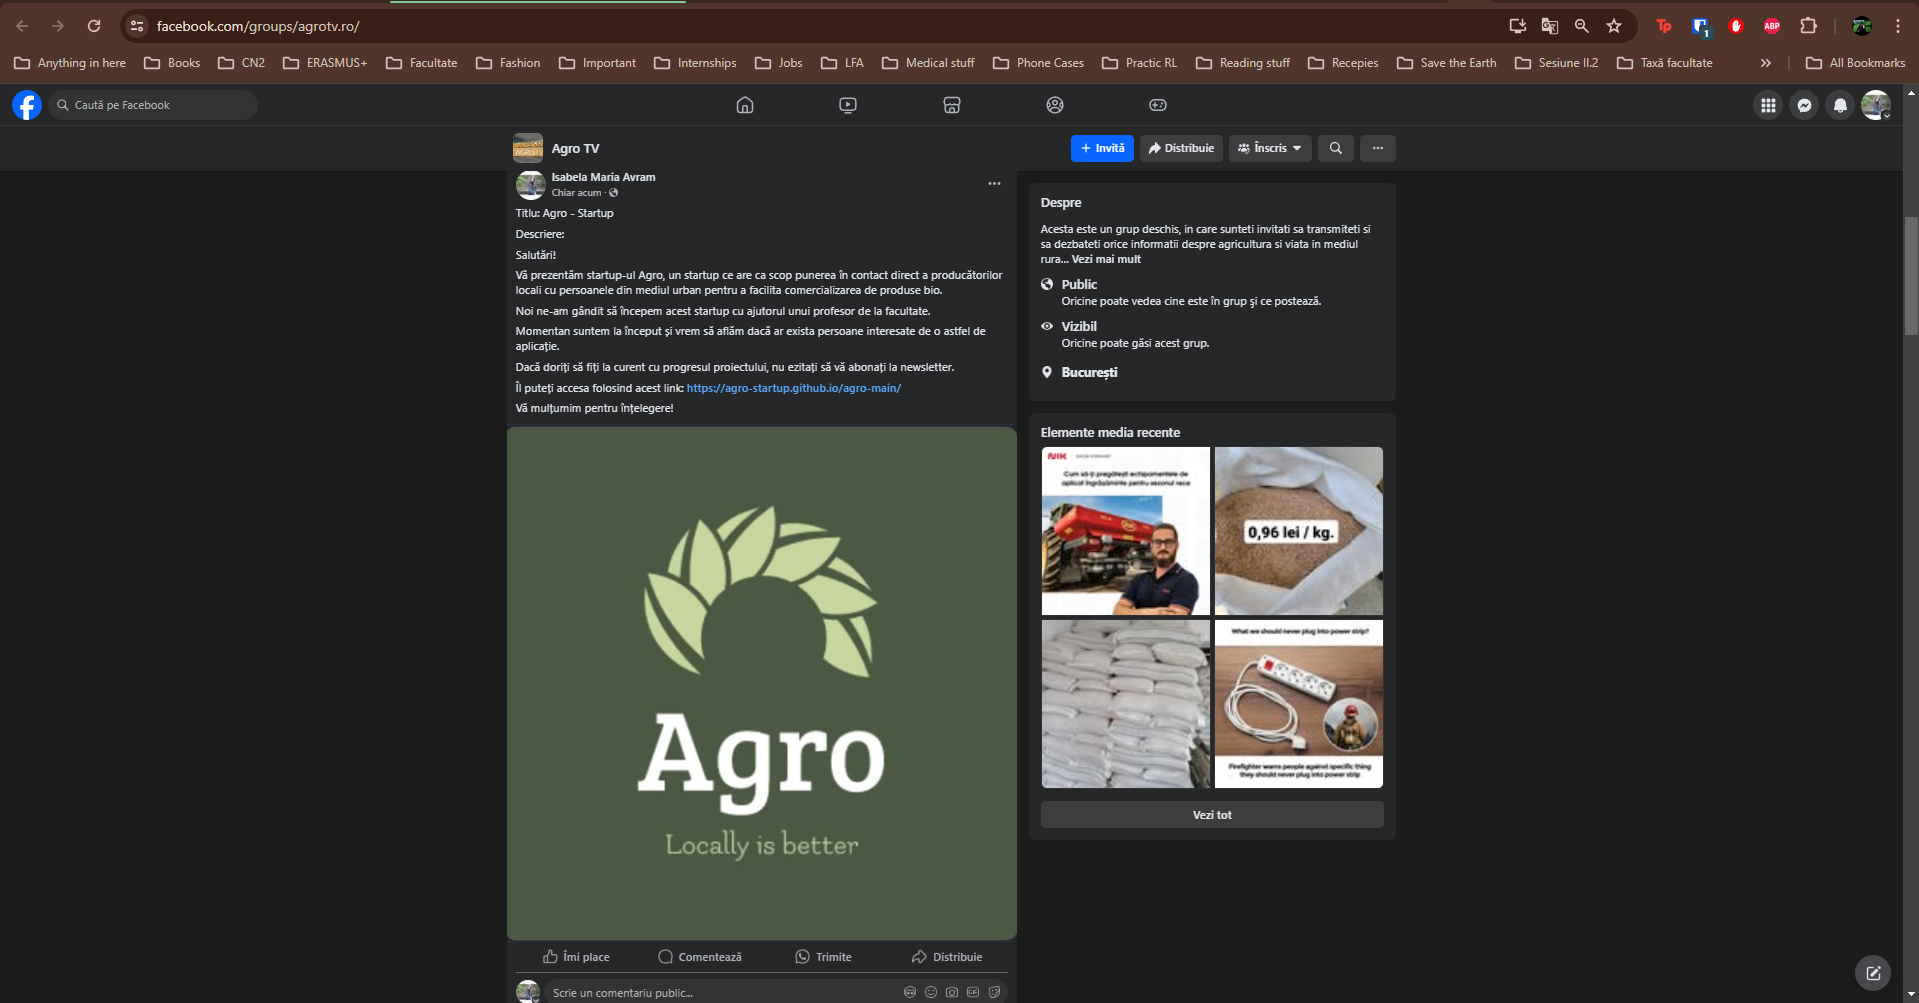 facebook.com/groups/agrotv.ro/
Tp
1
ABP
Anything in here
Books
CN2
ERASMUS+
Facultate
Fashion
Important
Internships
Jobs
LFA
Medical stuff
Phone Cases
Practic RL
Reading stuff
Recepies
Save the Earth
Sesiune II.2
Taxă facultate
All Bookmarks
Caută pe Facebook
Agro TV
+ Invită
Distribuie
Înscris
Isabela Maria Avram
Chiar acum ·
Titlu: Agro - Startup
Descriere:
Salutări!
Vă prezentăm startup-ul Agro, un startup ce are ca scop punerea în contact direct a producătorilor
locali cu persoanele din mediul urban pentru a facilita comercializarea de produse bio.
Noi ne-am gândit să începem acest startup cu ajutorul unui profesor de la facultate.
Momentan suntem la început și vrem să aflăm dacă ar exista persoane interesate de o astfel de
aplicație.
Dacă doriți să fiți la curent cu progresul proiectului, nu ezitați să vă abonați la newsletter.
Îl puteți accesa folosind acest link: https://agro-startup.github.io/agro-main/
Vă mulțumim pentru înțelegere!
Agro
Locally is better
Îmi place
Comentează
Trimite
Distribuie
Scrie un comentariu public...
GIF
Despre
Acesta este un grup deschis, in care sunteti invitati sa transmiteti si
sa dezbateti orice informatii despre agricultura si viata in mediul
rura... Vezi mai mult
Public
Oricine poate vedea cine este în grup şi ce postează.
Vizibil
Oricine poate găsi acest grup.
București
Elemente media recente
NIK
Cum să-ți pregătești echipamentele de
aplicat îngrășăminte pentru sezonul rece
0,96 lei / kg.
What we should never plug into power strip?
Firefighter warns people against specific thing
they should never plug into power strip
Vezi tot